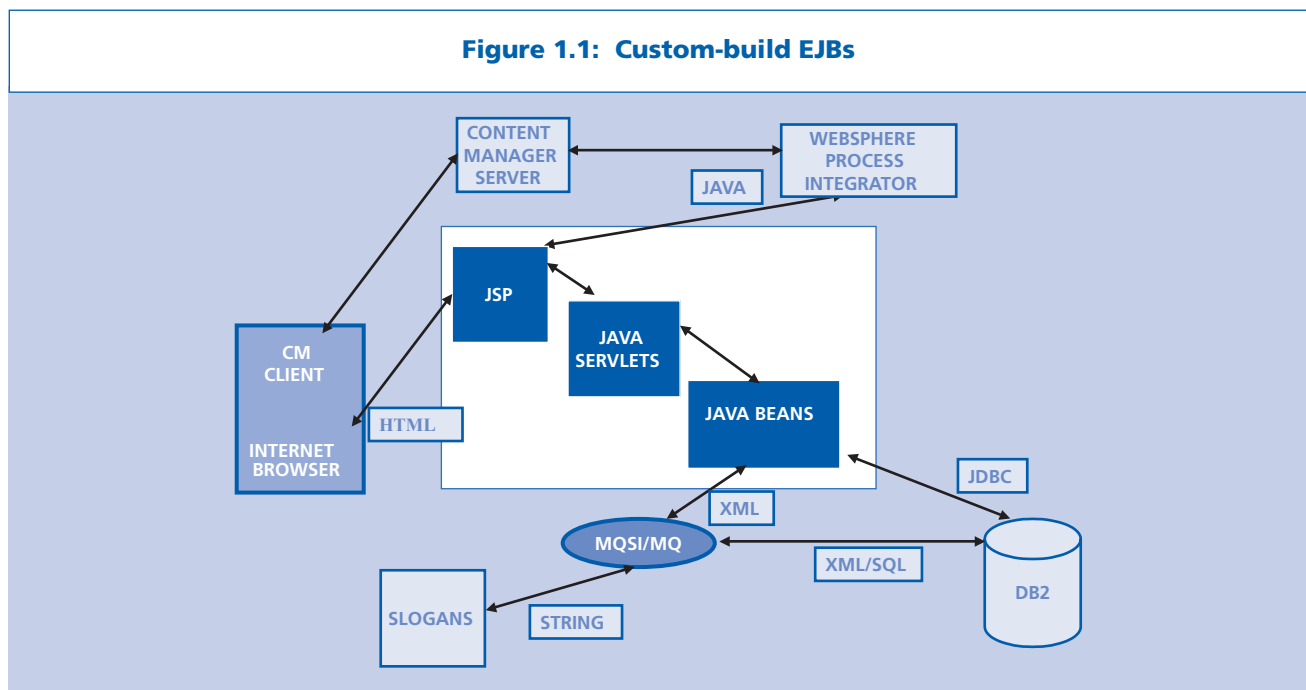 Figure 1.1: Custom-build EJBs
CONTENT
MANAGER
SERVER
WEBSPHERE
PROCESS
INTEGRATOR
JAVA
JSP
JAVA
SERVLETS
CM
CLIENT
JAVA BEANS
HTML
INTERNET
BROWSER
JDBC
XML
MQSI/MQ
XML/SQL
DB2
SLOGANS
STRING